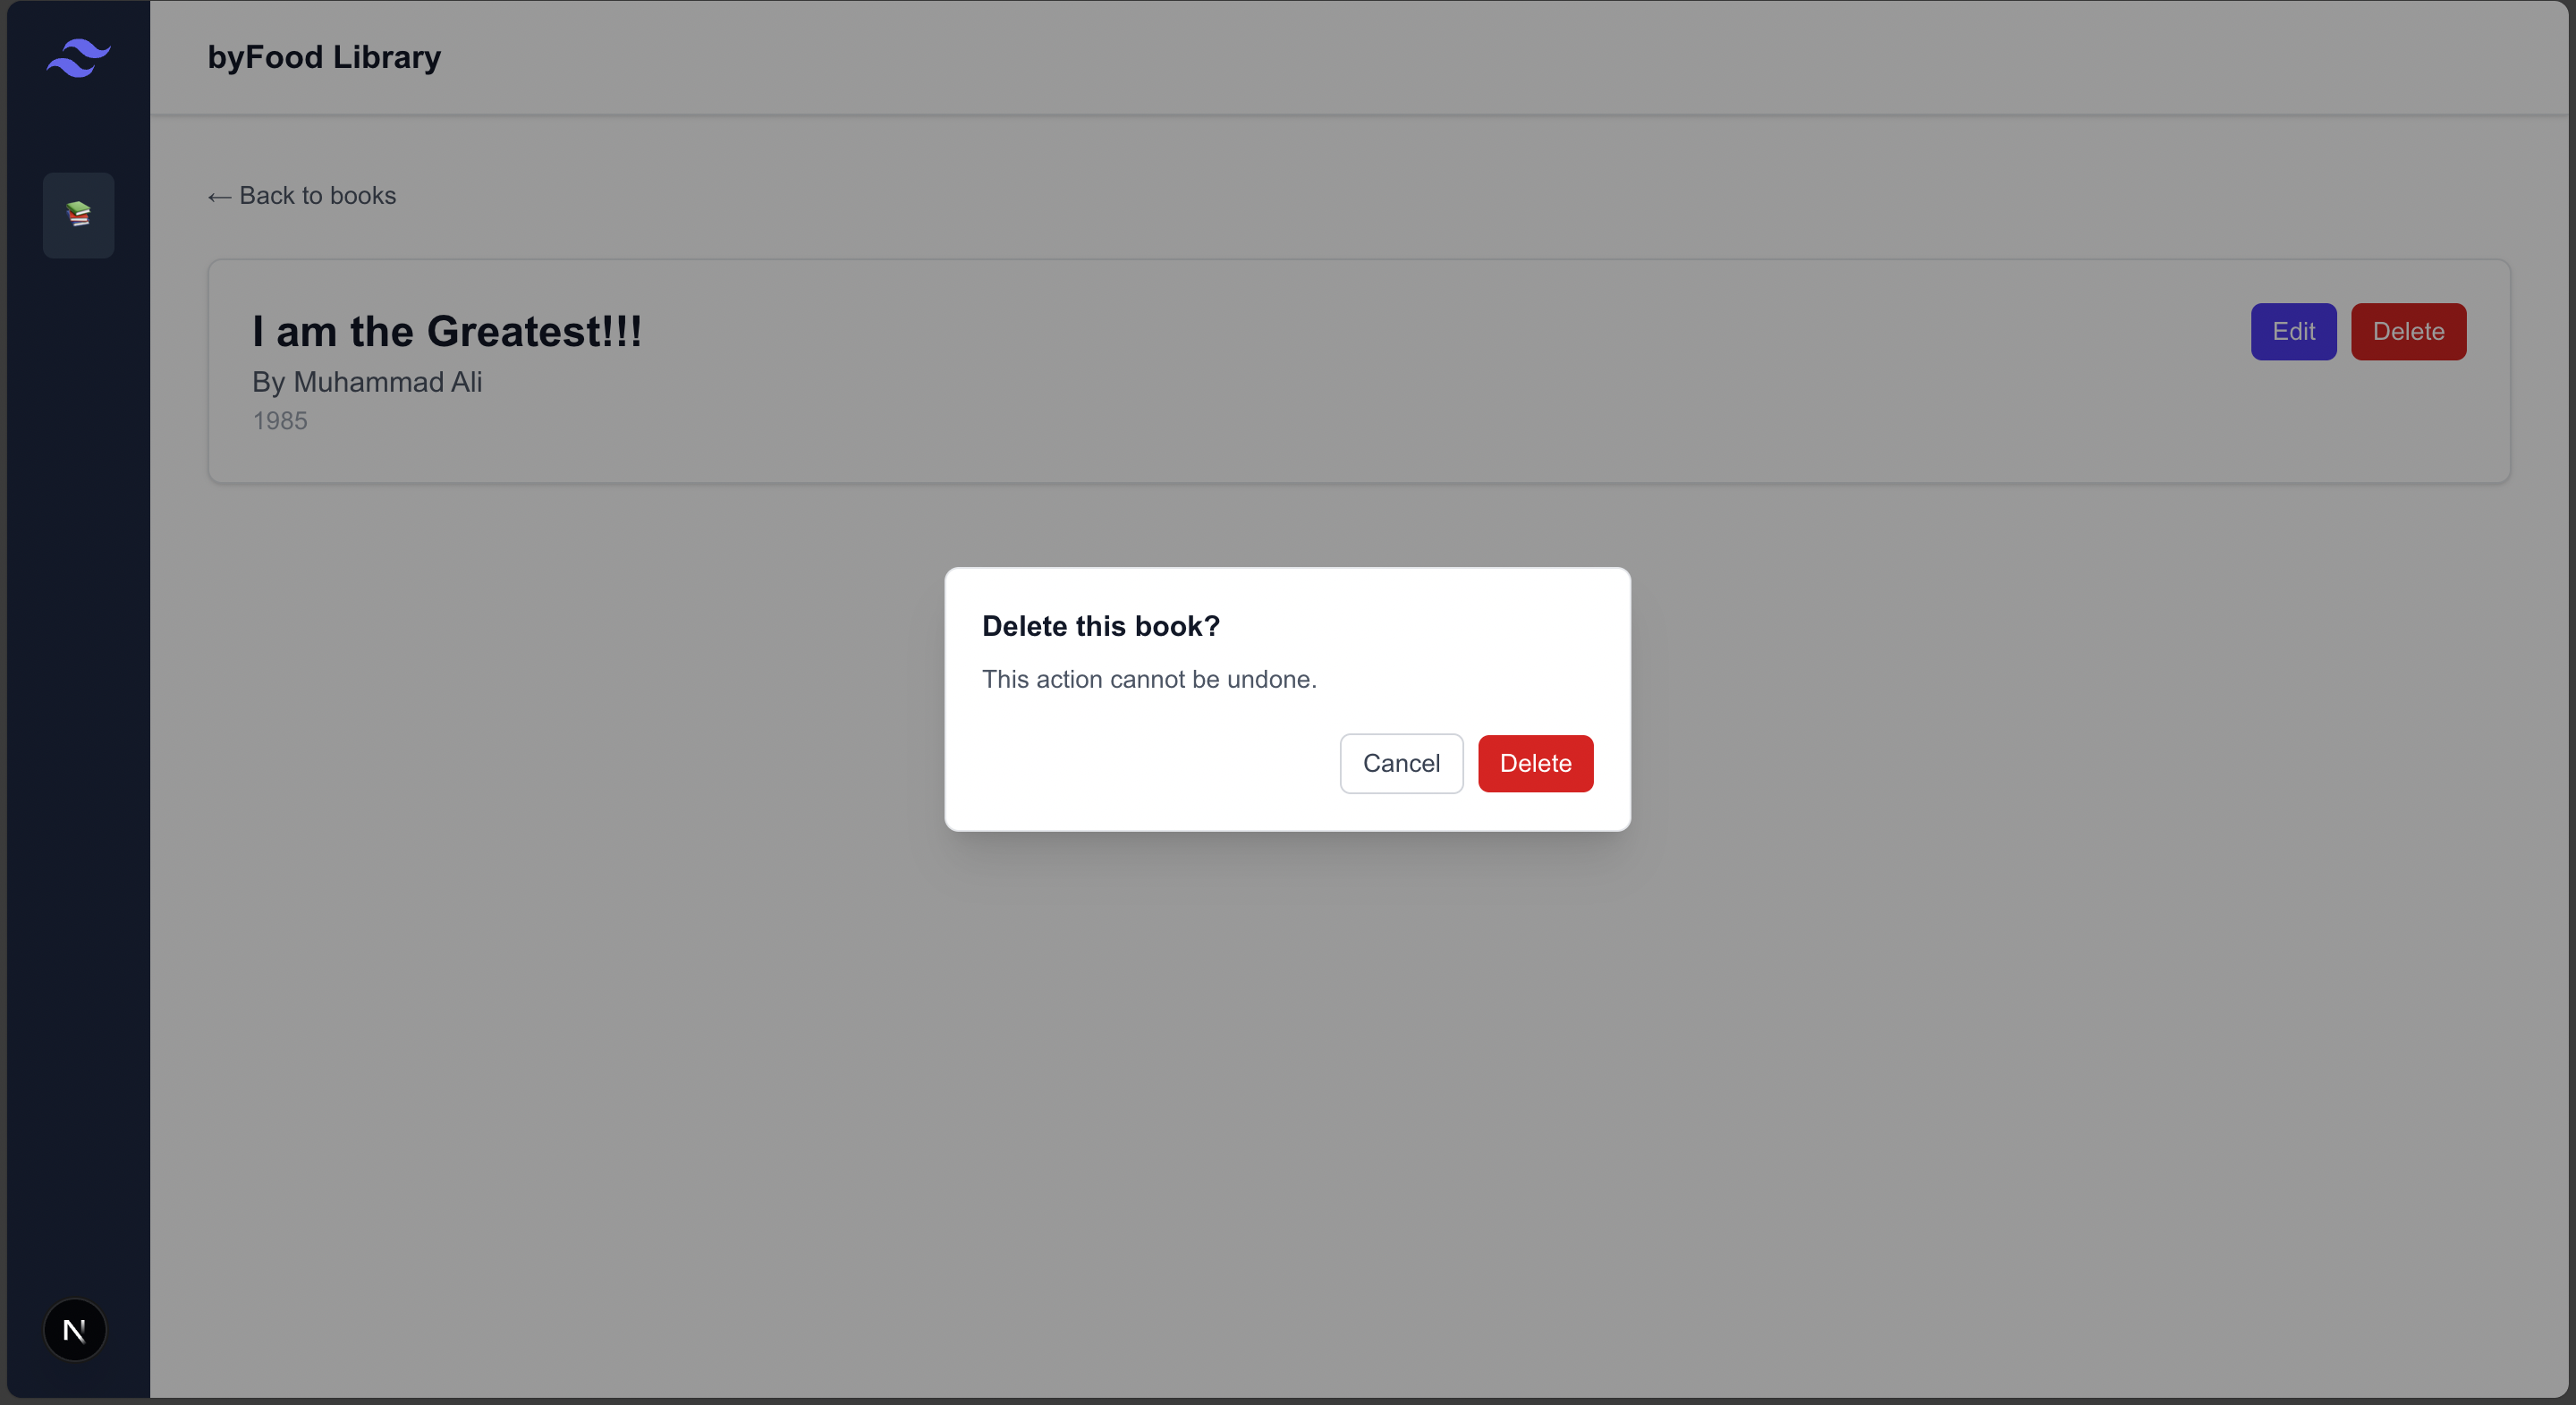 byFood Library
← Back to books
I am the Greatest!!!
Edit
Delete
By Muhammad Ali
1985
Delete this book?
This action cannot be undone.
Cancel
Delete
N